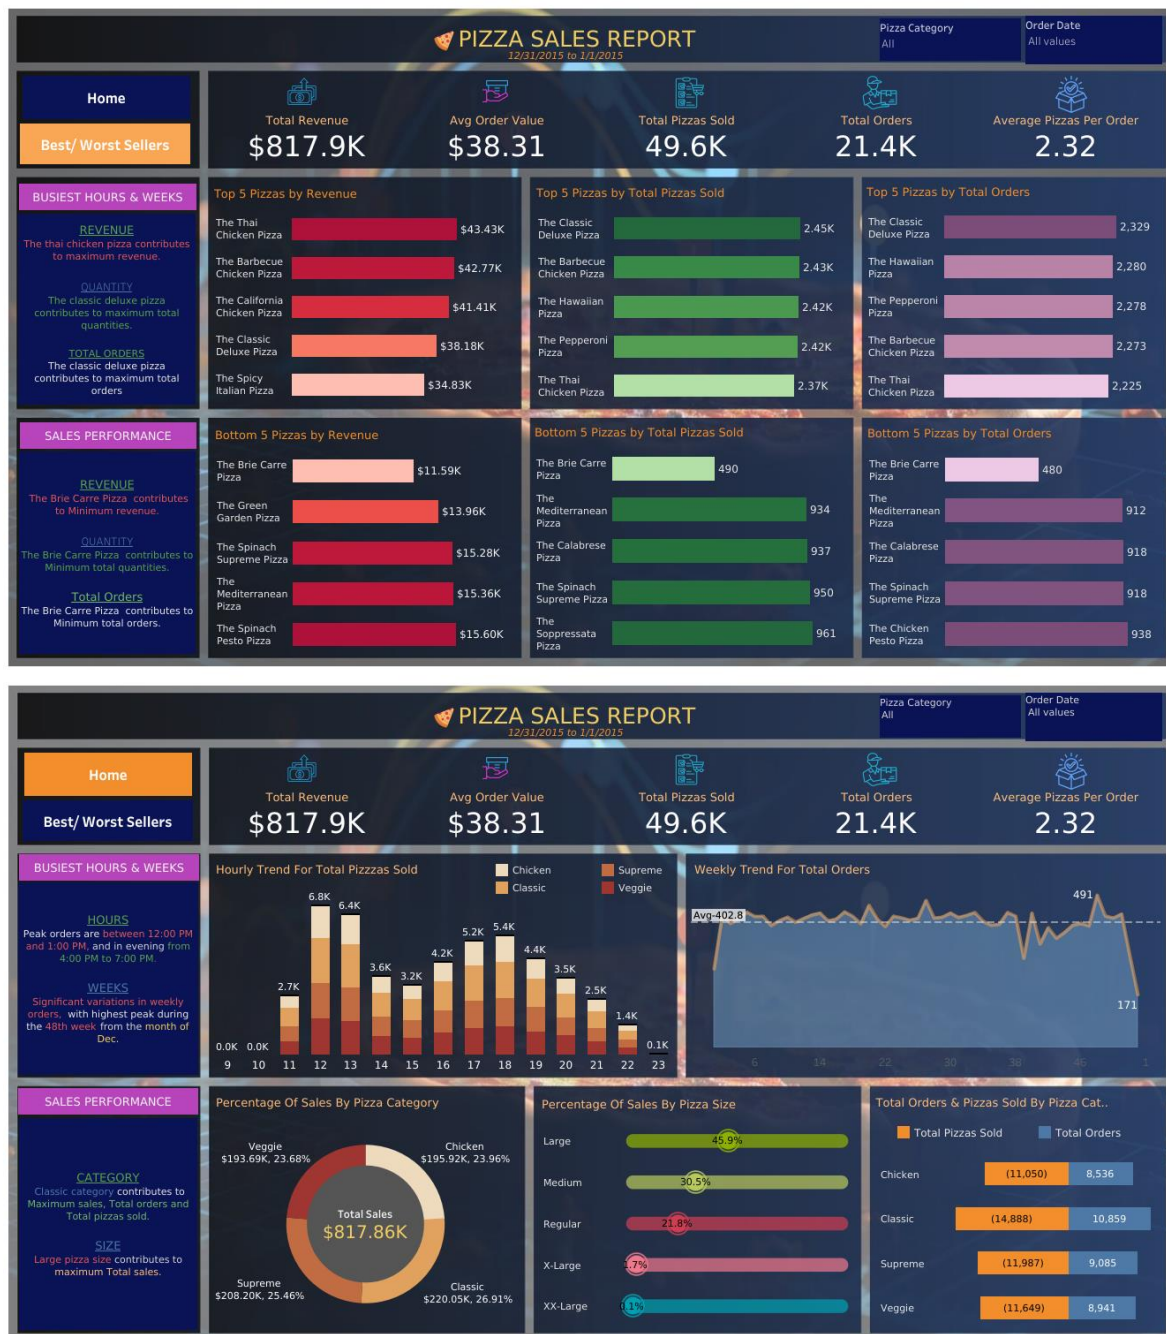 PIZZA SALES REPORT
12/31/2015 to 1/1/2015
Pizza Category
All
Order Date
All values
Home
Best/ Worst Sellers
Total Revenue
$817.9K
Avg Order Value
$38.31
Total Pizzas Sold
49.6K
Total Orders
21.4K
Average Pizzas Per Order
2.32
BUSIEST HOURS & WEEKS
REVENUE
The thai chicken pizza contributes
to maximum revenue.
QUANTITY
The classic deluxe pizza
contributes to maximum total
quantities.
TOTAL ORDERS
The classic deluxe pizza
contributes to maximum total
orders
Top 5 Pizzas by Revenue
The Thai
Chicken Pizza
$43.43K
The Barbecue
Chicken Pizza
$42.77K
The California
Chicken Pizza
$41.41K
The Classic
Deluxe Pizza
$38.18K
The Spicy
Italian Pizza
$34.83K
Top 5 Pizzas by Total Pizzas Sold
The Classic
Deluxe Pizza
2.45K
The Barbecue
Chicken Pizza
2.43K
The Hawaiian
Pizza
2.42K
The Pepperoni
Pizza
2.42K
The Thai
Chicken Pizza
2.37K
Top 5 Pizzas by Total Orders
The Classic
Deluxe Pizza
2,329
The Hawaiian
Pizza
2,280
The Pepperoni
Pizza
2,278
The Barbecue
Chicken Pizza
2,273
The Thai
Chicken Pizza
2,225
SALES PERFORMANCE
REVENUE
The Brie Carre Pizza  contributes
to Minimum revenue.
QUANTITY
The Brie Carre Pizza  contributes to
Minimum total quantities.
Total Orders
The Brie Carre Pizza  contributes to
Minimum total orders.
Bottom 5 Pizzas by Revenue
The Brie Carre
Pizza
$11.59K
The Green
Garden Pizza
$13.96K
The Spinach
Supreme Pizza
$15.28K
The
Mediterranean
Pizza
$15.36K
The Spinach
Pesto Pizza
$15.60K
Bottom 5 Pizzas by Total Pizzas Sold
The Brie Carre
Pizza
490
The
Mediterranean
Pizza
934
The Calabrese
Pizza
937
The Spinach
Supreme Pizza
950
The
Soppressata
Pizza
961
Bottom 5 Pizzas by Total Orders
The Brie Carre
Pizza
480
The
Mediterranean
Pizza
912
The Calabrese
Pizza
918
The Spinach
Supreme Pizza
918
The Chicken
Pesto Pizza
938
PIZZA SALES REPORT
12/31/2015 to 1/1/2015
Pizza Category
All
Order Date
All values
Home
Best/ Worst Sellers
Total Revenue
$817.9K
Avg Order Value
$38.31
Total Pizzas Sold
49.6K
Total Orders
21.4K
Average Pizzas Per Order
2.32
BUSIEST HOURS & WEEKS
HOURS
Peak orders are between 12:00 PM
and 1:00 PM, and in evening from
4:00 PM to 7:00 PM.
WEEKS
Significant variations in weekly
orders,  with highest peak during
the 48th week from the month of
Dec.
Hourly Trend For Total Pizzzas Sold
Chicken
Supreme
Classic
Veggie
0.0K 0.0K 2.7K 6.8K 6.4K 3.6K 3.2K 4.2K 5.2K 5.4K 4.4K 3.5K 2.5K 1.4K 0.1K
9 10 11 12 13 14 15 16 17 18 19 20 21 22 23
Weekly Trend For Total Orders
Avg-402.8
491
171
6 14 22 30 38 46 1
SALES PERFORMANCE
CATEGORY
Classic category contributes to
Maximum sales, Total orders and
Total pizzas sold.
SIZE
Large pizza size contributes to
maximum Total sales.
Percentage Of Sales By Pizza Category
Veggie
$193.69K, 23.68%
Chicken
$195.92K, 23.96%
Total Sales
$817.86K
Supreme
$208.20K, 25.46%
Classic
$220.05K, 26.91%
Percentage Of Sales By Pizza Size
Large
45.9%
Medium
30.5%
Regular
21.8%
X-Large
1.7%
XX-Large
0.1%
Total Orders & Pizzas Sold By Pizza Cat..
Total Pizzas Sold
Total Orders
Chicken
(11,050)
8,536
Classic
(14,888)
10,859
Supreme
(11,987)
9,085
Veggie
(11,649)
8,941